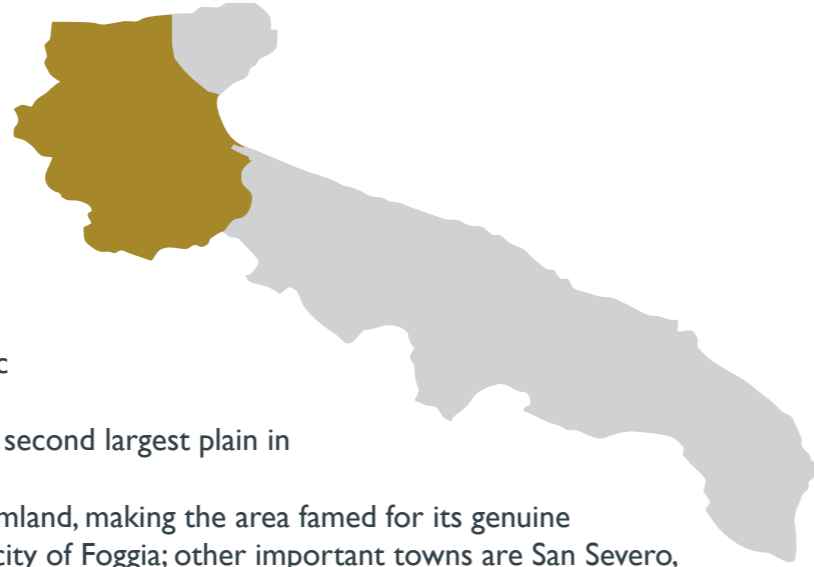 c
second largest plain in
mland, making the area famed for its genuine
city of Foggia; other important towns are San Severo,